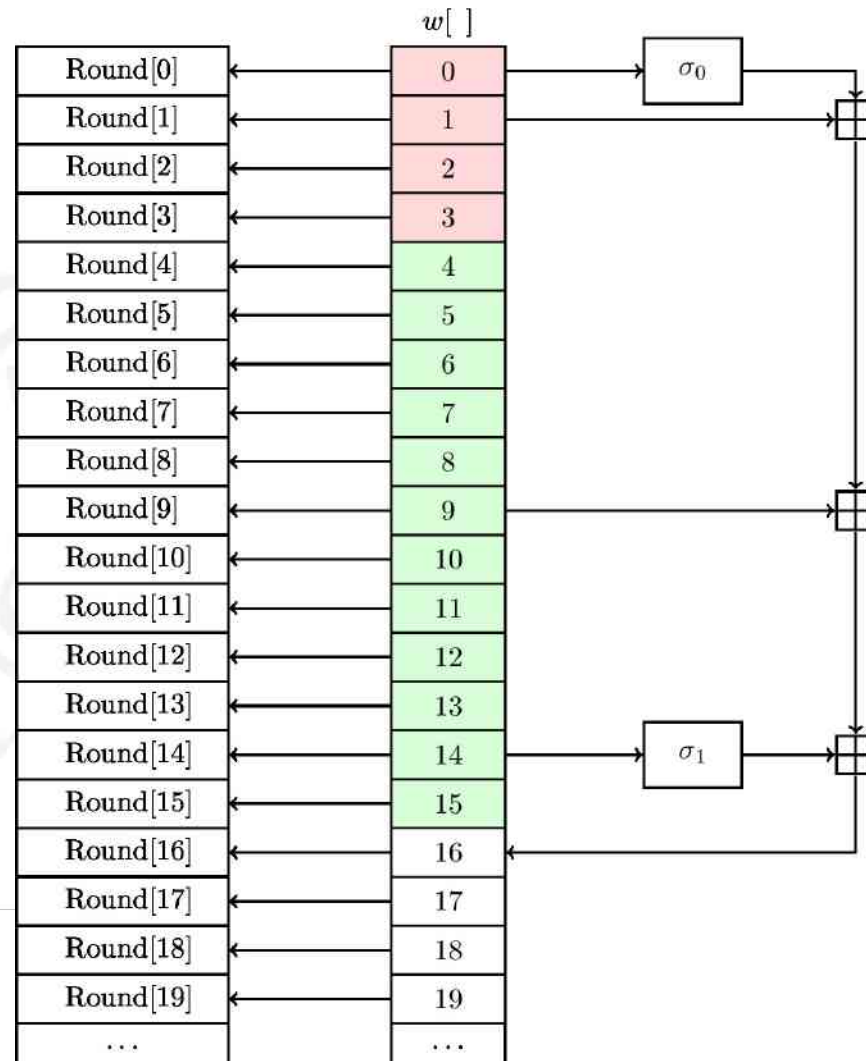 w[ ]
Round[0] 0 σ₀
Round[1] 1
Round[2] 2
Round[3] 3
Round[4] 4
Round[5] 5
Round[6] 6
Round[7] 7
Round[8] 8
Round[9] 9
Round[10] 10
Round[11] 11
Round[12] 12
Round[13] 13
Round[14] 14 σ₁
Round[15] 15
Round[16] 16
Round[17] 17
Round[18] 18
Round[19] 19
... ...